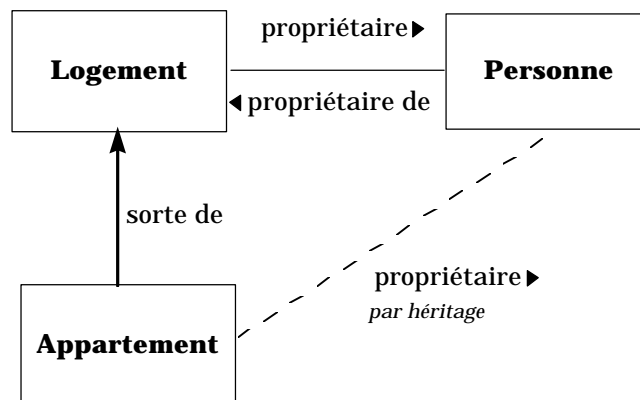 propriétaire▶
Logement
Personne
◀propriétaire de
sorte de
propriétaire▶
par héritage
Appartement